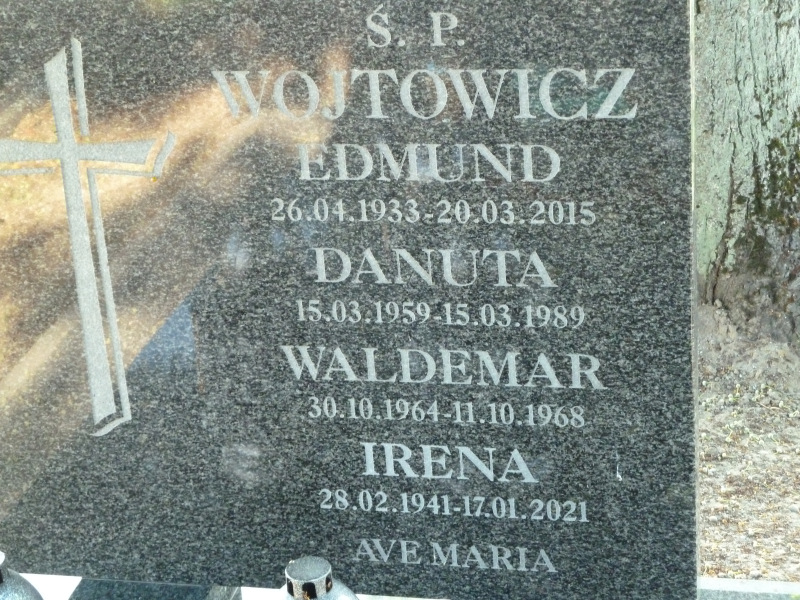 Ś. P.
WOJTOWICZ
EDMUND
26.04.1933-20.03.2015
DANUTA
15.03.1959-15.03.1989
WALDEMAR
30.10.1964-11.10.1968
IRENA
28.02.1941-17.01.2021
AVE MARIA